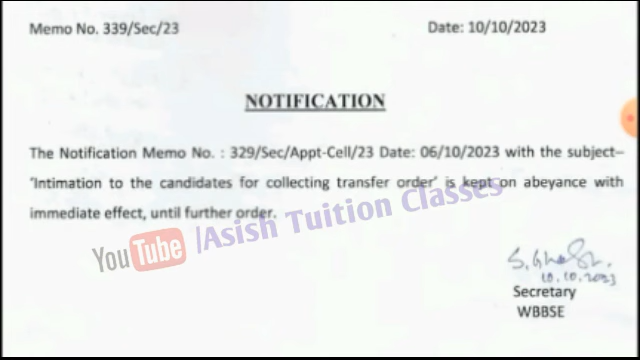 Memo No. 339/Sec/23 Date: 10/10/2023
NOTIFICATION
The Notification Memo No. : 329/Sec/Appt-Cell/23 Date: 06/10/2023 with the subject–
'Intimation to the candidates for collecting transfer order' is kept on abeyance with
immediate effect, until further order.
YouTube /Asish Tuition Classes
10.10.2023
Secretary
WBBSE